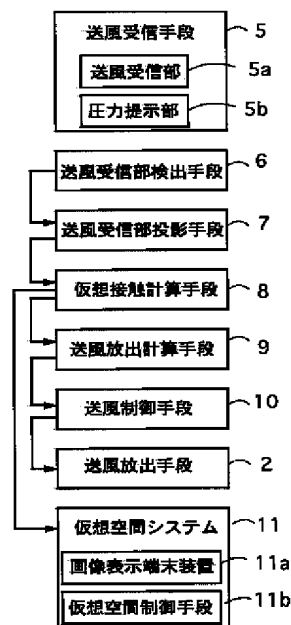 送風受信手段 5
送風受信部 5a
圧力提示部 5b
送風受信部検出手段 6
送風受信部投影手段 7
仮想接触計算手段 8
送風放出計算手段 9
送風制御手段 10
送風放出手段 2
仮想空間システム 11
画像表示端末装置 11a
仮想空間制御手段 11b